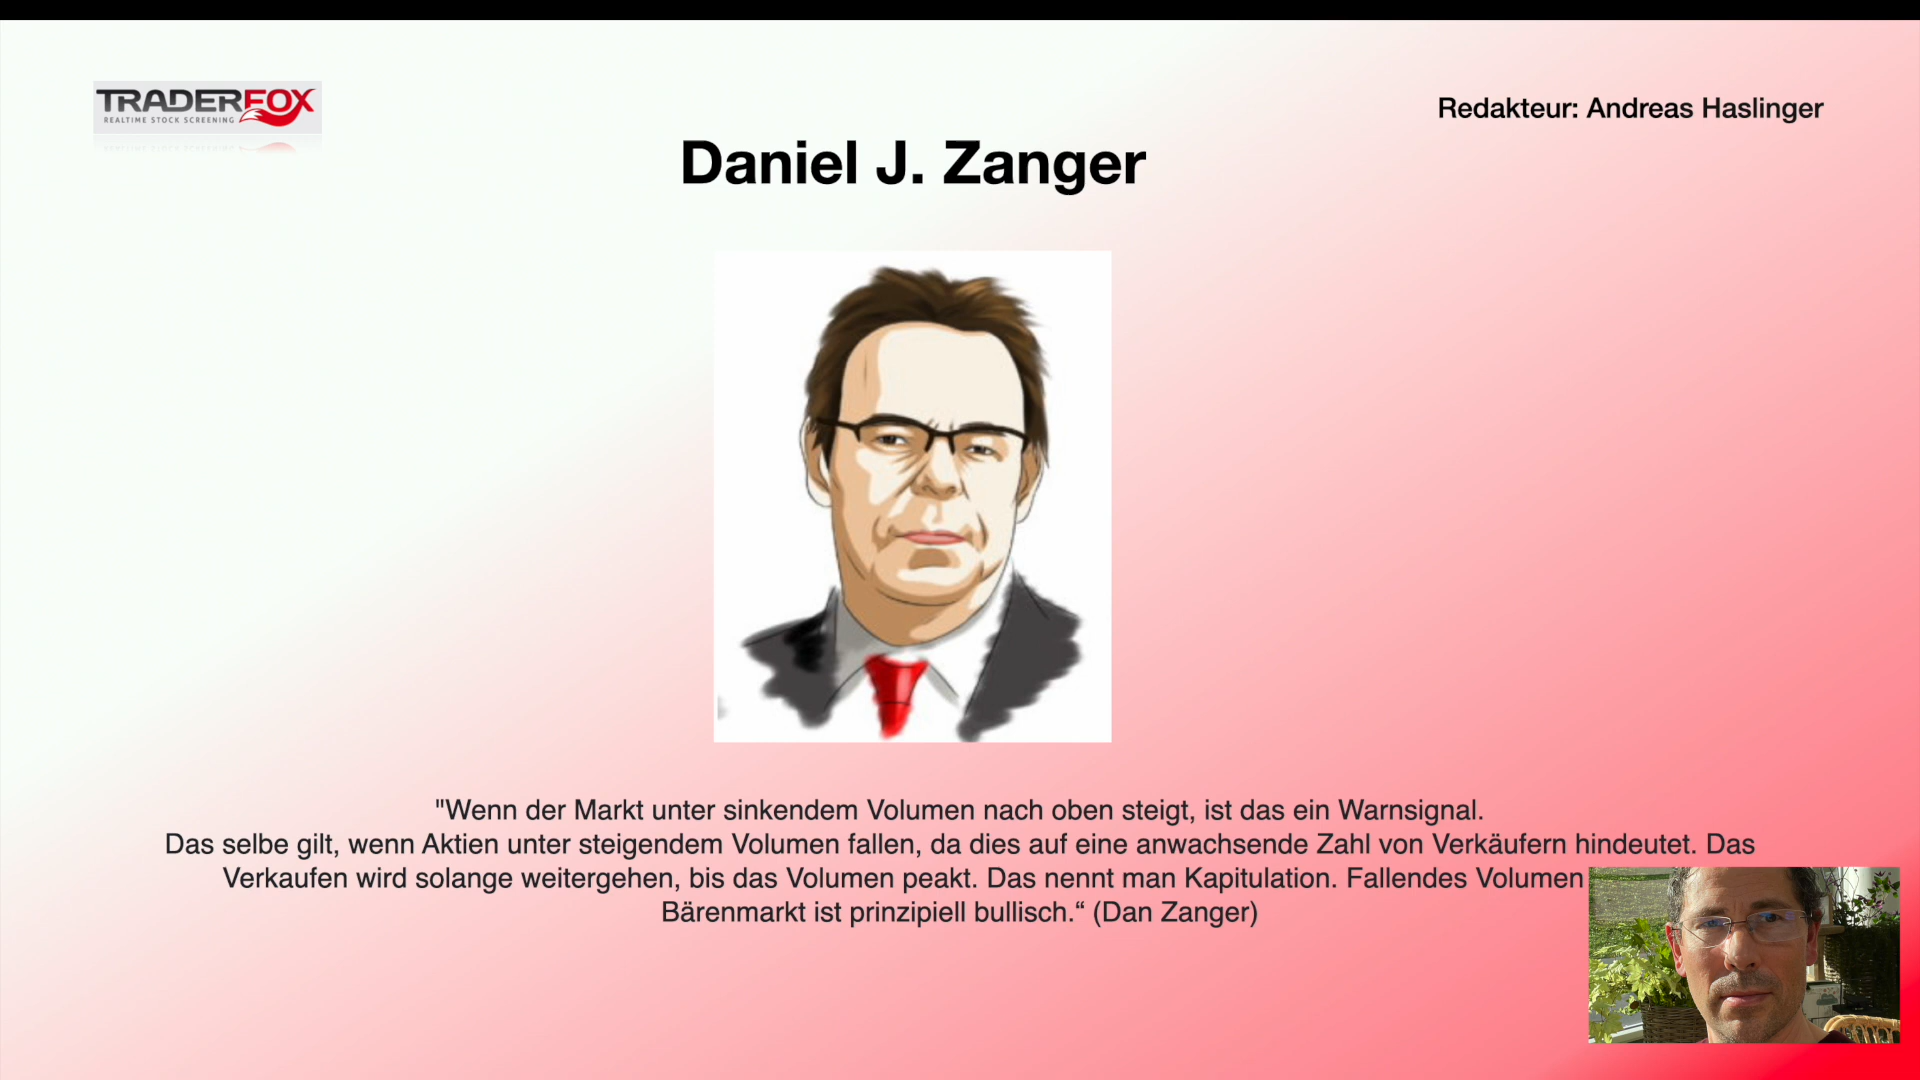 TRADERFOX
REALTIME STOCK SCREENING
Redakteur: Andreas Haslinger
Daniel J. Zanger
"Wenn der Markt unter sinkendem Volumen nach oben steigt, ist das ein Warnsignal.
Das selbe gilt, wenn Aktien unter steigendem Volumen fallen, da dies auf eine anwachsende Zahl von Verkäufern hindeutet. Das
Verkaufen wird solange weitergehen, bis das Volumen peakt. Das nennt man Kapitulation. Fallendes Volumen
Bärenmarkt ist prinzipiell bullisch.“ (Dan Zanger)